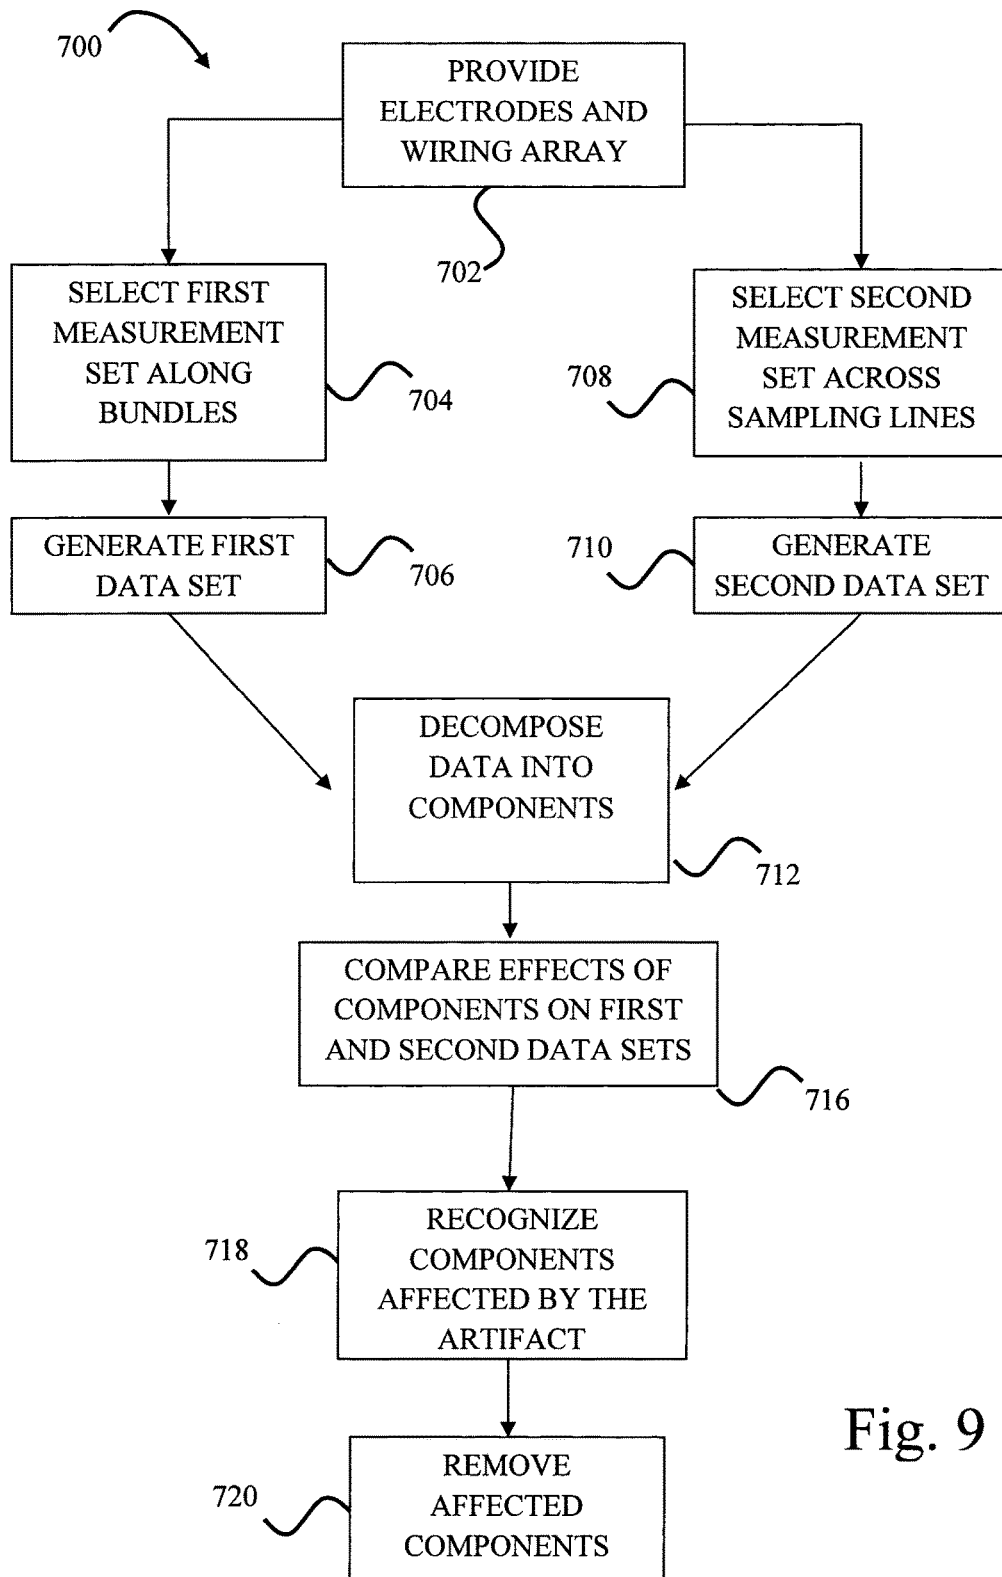 700
PROVIDE
ELECTRODES AND
WIRING ARRAY
702
SELECT FIRST
MEASUREMENT
SET ALONG
BUNDLES
704
SELECT SECOND
MEASUREMENT
SET ACROSS
SAMPLING LINES
708
GENERATE FIRST
DATA SET
706
GENERATE
SECOND DATA SET
710
DECOMPOSE
DATA INTO
COMPONENTS
712
COMPARE EFFECTS OF
COMPONENTS ON FIRST
AND SECOND DATA SETS
716
RECOGNIZE
COMPONENTS
AFFECTED BY THE
ARTIFACT
718
REMOVE
AFFECTED
COMPONENTS
720
Fig. 9